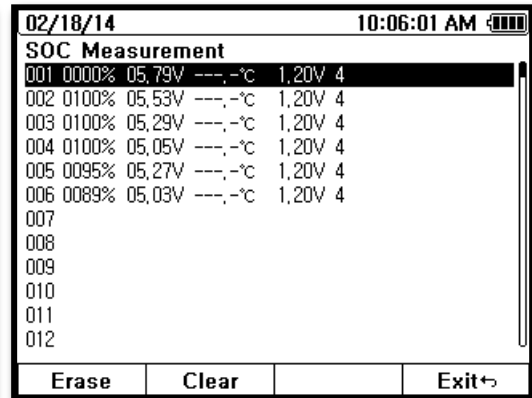 02/18/14 10:06:01 AM
SOC Measurement
001 0000% 05,79V ---,-°C 1,20V 4
002 0100% 05,53V ---,-°C 1,20V 4
003 0100% 05,29V ---,-°C 1,20V 4
004 0100% 05,05V ---,-°C 1,20V 4
005 0095% 05,27V ---,-°C 1,20V 4
006 0089% 05,03V ---,-°C 1,20V 4
007
008
009
010
011
012
Erase Clear Exit↰